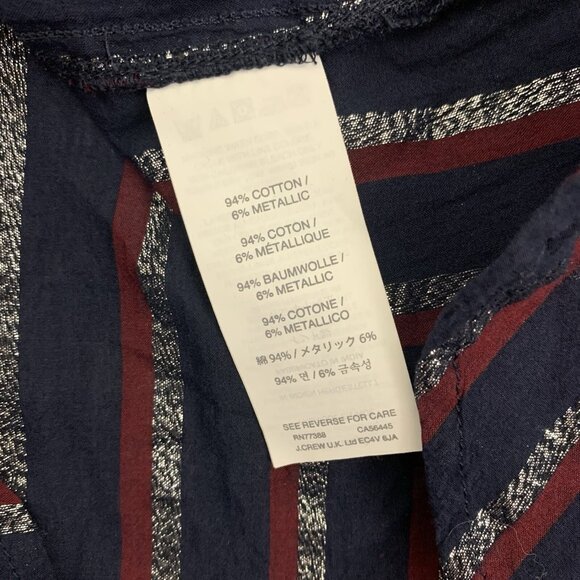 94% COTTON /
6% METALLIC
94% COTON /
6% MÉTALLIQUE
94% BAUMWOLLE /
6% METALLIC
94% COTONE /
6% METALLICO
綿 94% / メタリック 6%
94% 면 / 6% 금속성
SEE REVERSE FOR CARE
RN77388 CA56445
J.CREW U.K. Ltd EC4V 6JA